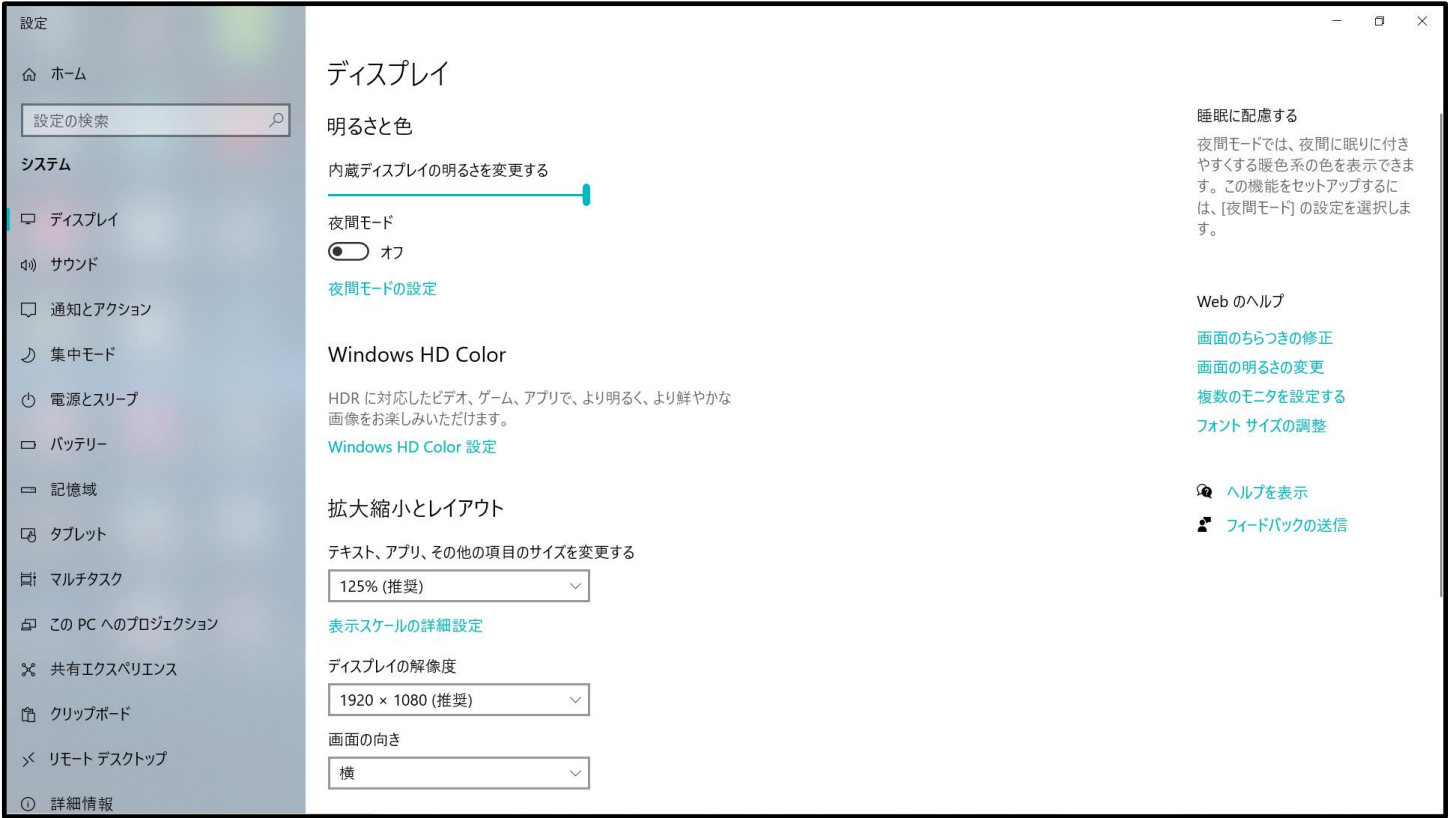 設定
ホーム
設定の検索
システム
ディスプレイ
サウンド
通知とアクション
集中モード
電源とスリープ
バッテリー
記憶域
タブレット
マルチタスク
この PC へのプロジェクション
共有エクスペリエンス
クリップボード
リモート デスクトップ
詳細情報
ディスプレイ
明るさと色
内蔵ディスプレイの明るさを変更する
夜間モード
オフ
夜間モードの設定
Windows HD Color
HDR に対応したビデオ、ゲーム、アプリで、より明るく、より鮮やかな
画像をお楽しみいただけます。
Windows HD Color 設定
拡大縮小とレイアウト
テキスト、アプリ、その他の項目のサイズを変更する
125% (推奨)
表示スケールの詳細設定
ディスプレイの解像度
1920 × 1080 (推奨)
画面の向き
横
睡眠に配慮する
夜間モードでは、夜間に眠りに付き
やすくする暖色系の色を表示できま
す。この機能をセットアップするに
は、[夜間モード] の設定を選択しま
す。
Web のヘルプ
画面のちらつきの修正
画面の明るさの変更
複数のモニタを設定する
フォント サイズの調整
ヘルプを表示
フィードバックの送信